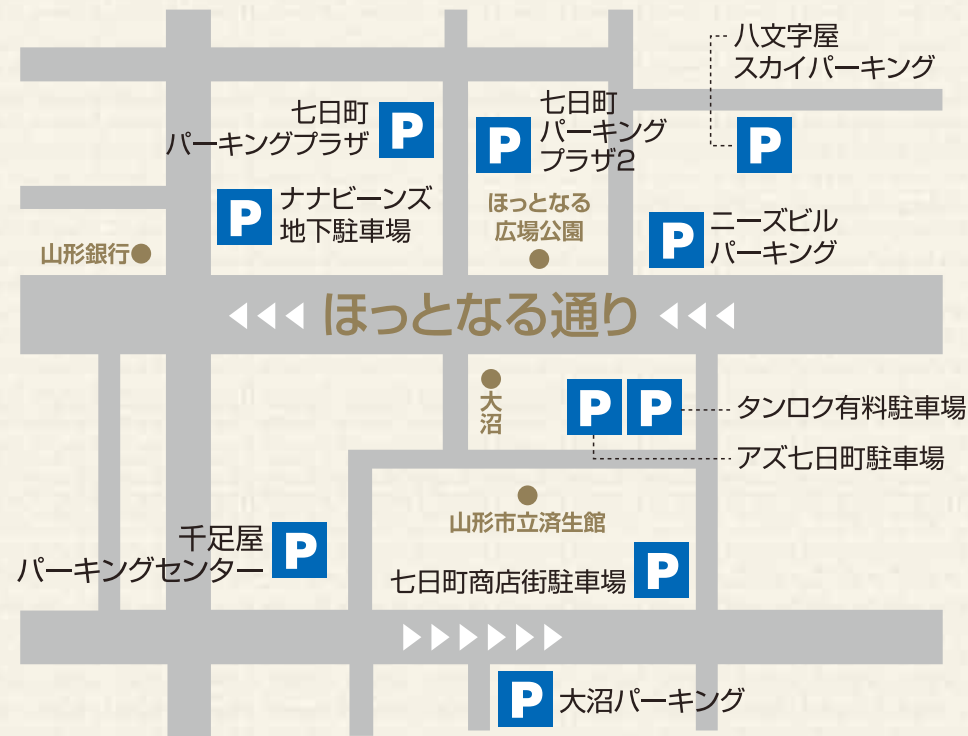 八文字屋
スカイパーキング
P
七日町
パーキングプラザ
P
七日町
パーキング
プラザ2
P
ナナビーンズ
地下駐車場
P
ほっとなる
広場公園
ニーズビル
パーキング
P
山形銀行
ほっとなる通り
大沼
P
P
タンロク有料駐車場
アズ七日町駐車場
山形市立済生館
千足屋
パーキングセンター
P
七日町商店街駐車場
P
大沼パーキング
P